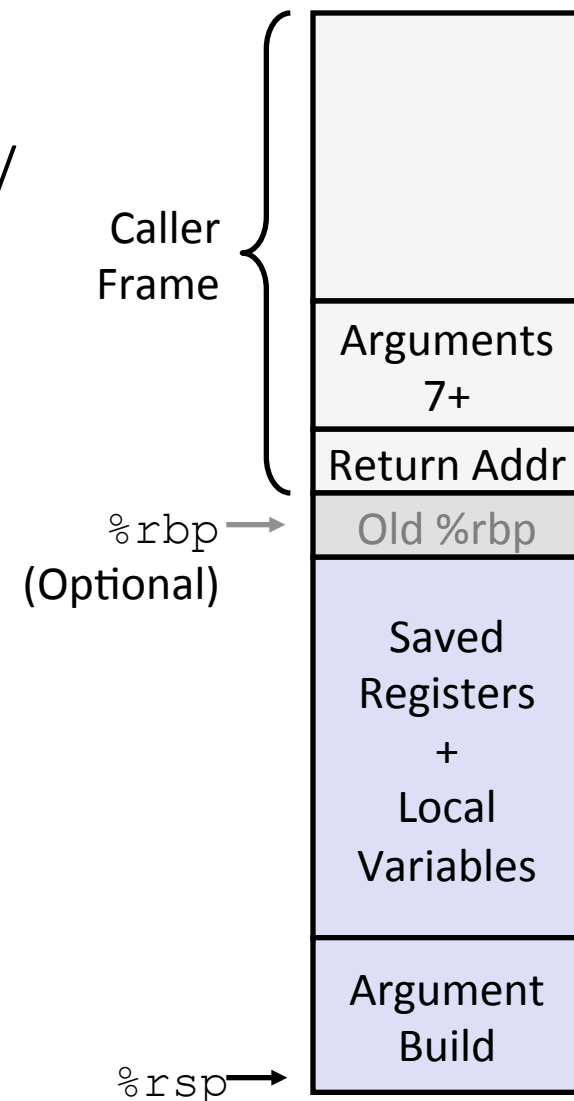 /
Caller
Frame
Arguments
7+
Return Addr
%rbp
Old %rbp
(Optional)
Saved
Registers
+
Local
Variables
Argument
Build
%rsp